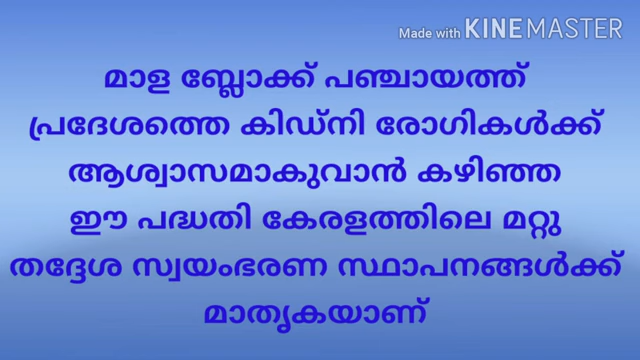 Made with KINEMASTER
മാള ബ്ലോക്ക് പഞ്ചായത്ത്
പ്രദേശത്തെ കിഡ്നി രോഗികൾക്ക്
ആശ്വാസമാകുവാൻ കഴിഞ്ഞ
ഈ പദ്ധതി കേരളത്തിലെ മറ്റു
തദ്ദേശ സ്വയംഭരണ സ്ഥാപനങ്ങൾക്ക്
മാതൃകയാണ്